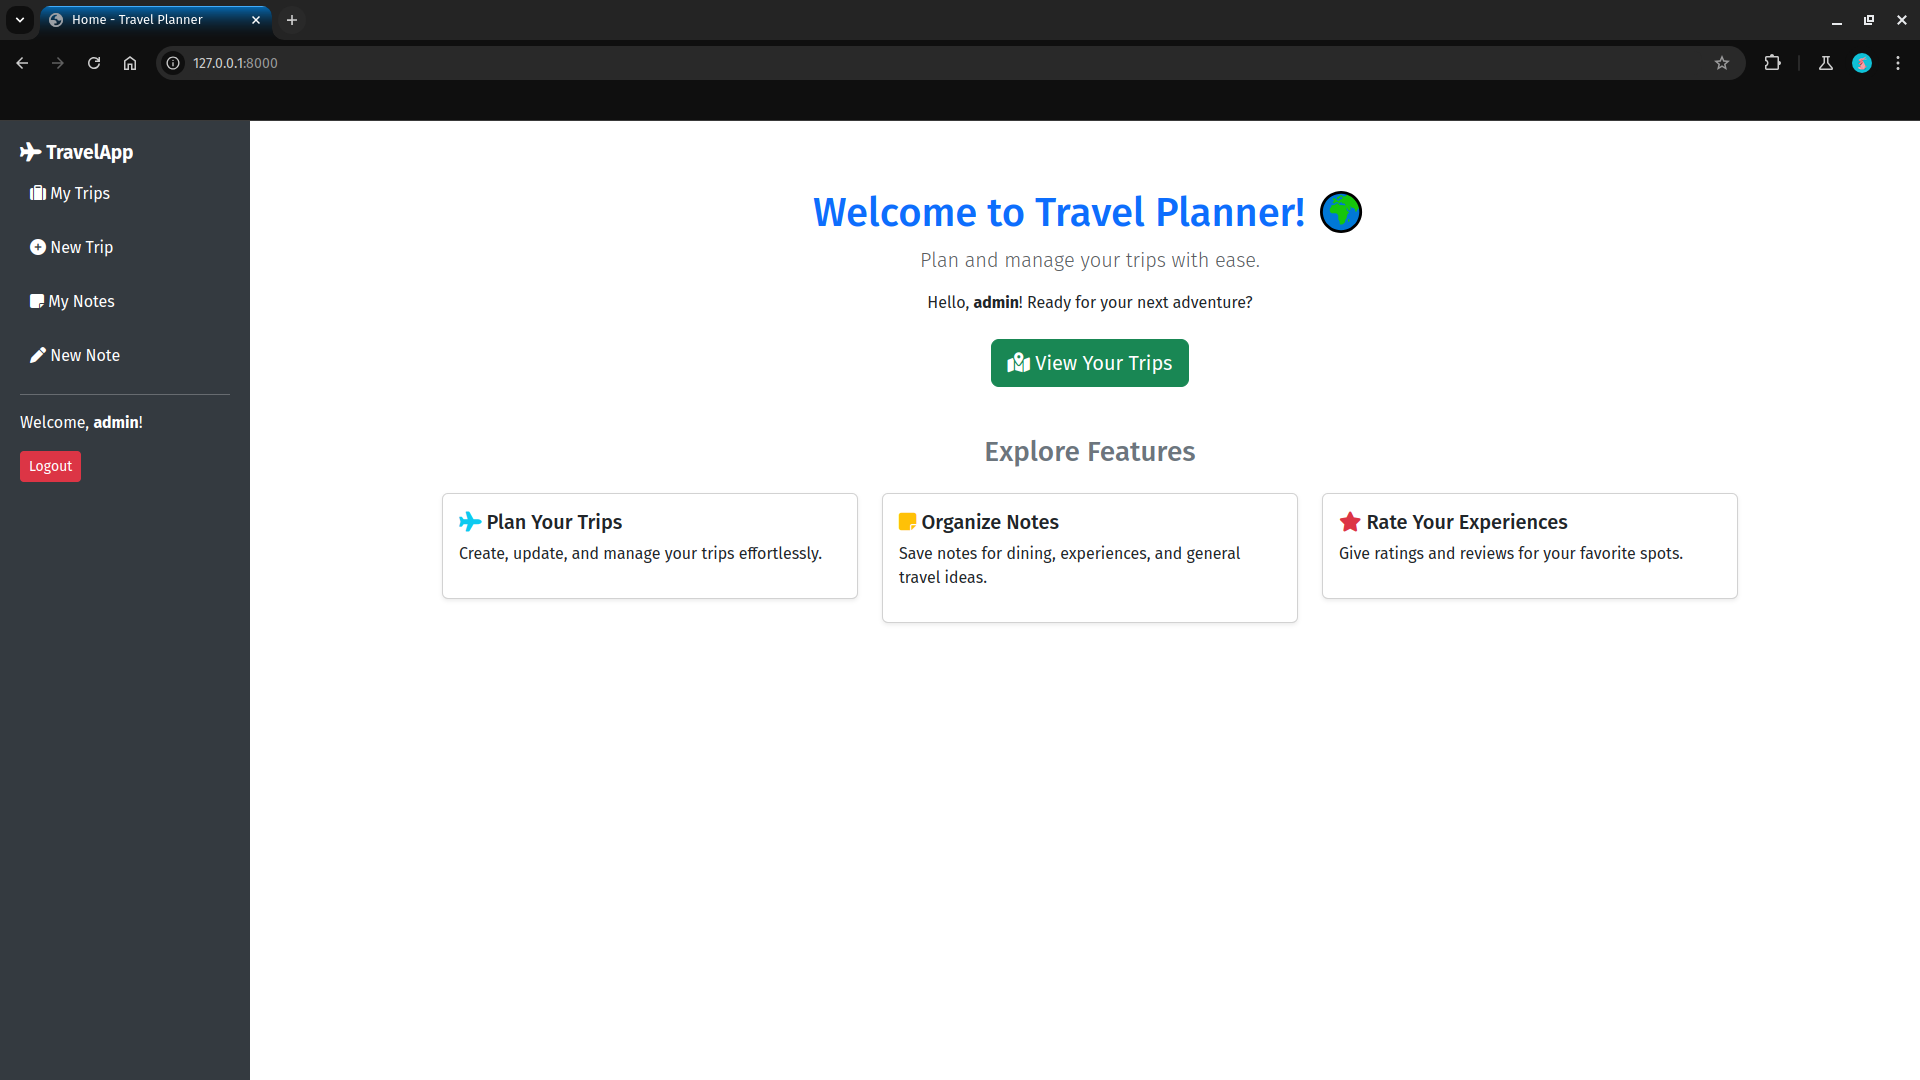 Home - Travel Planner
127.0.0.1:8000
TravelApp
My Trips
New Trip
My Notes
New Note
Welcome, admin!
Logout
Welcome to Travel Planner!
Plan and manage your trips with ease.
Hello, admin! Ready for your next adventure?
View Your Trips
Explore Features
Plan Your Trips
Create, update, and manage your trips effortlessly.
Organize Notes
Save notes for dining, experiences, and general
travel ideas.
Rate Your Experiences
Give ratings and reviews for your favorite spots.